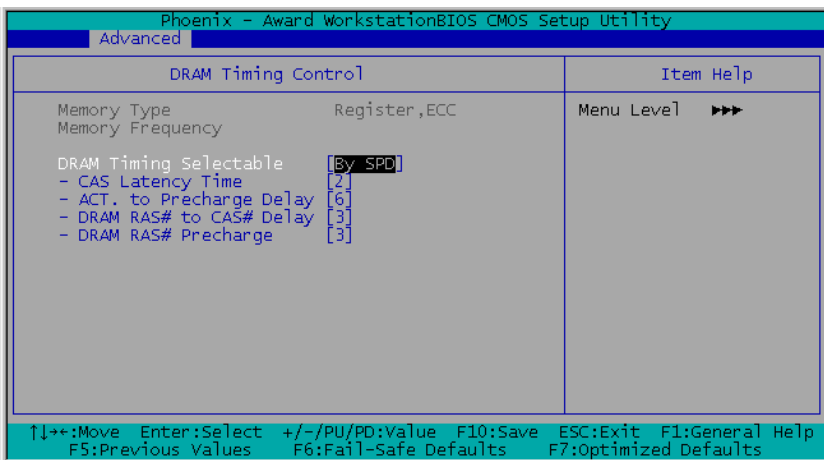 Phoenix - Award WorkstationBIOS CMOS Setup Utility
Advanced
DRAM Timing Control
Item Help
Memory Type Register,ECC
Memory Frequency
Menu Level ►►►
DRAM Timing Selectable [By SPD]
- CAS Latency Time [2]
- ACT. to Precharge Delay [6]
- DRAM RAS# to CAS# Delay [3]
- DRAM RAS# Precharge [3]
↑↓→←:Move Enter:Select +/-/PU/PD:Value F10:Save ESC:Exit F1:General Help
F5:Previous Values F6:Fail-Safe Defaults F7:Optimized Defaults